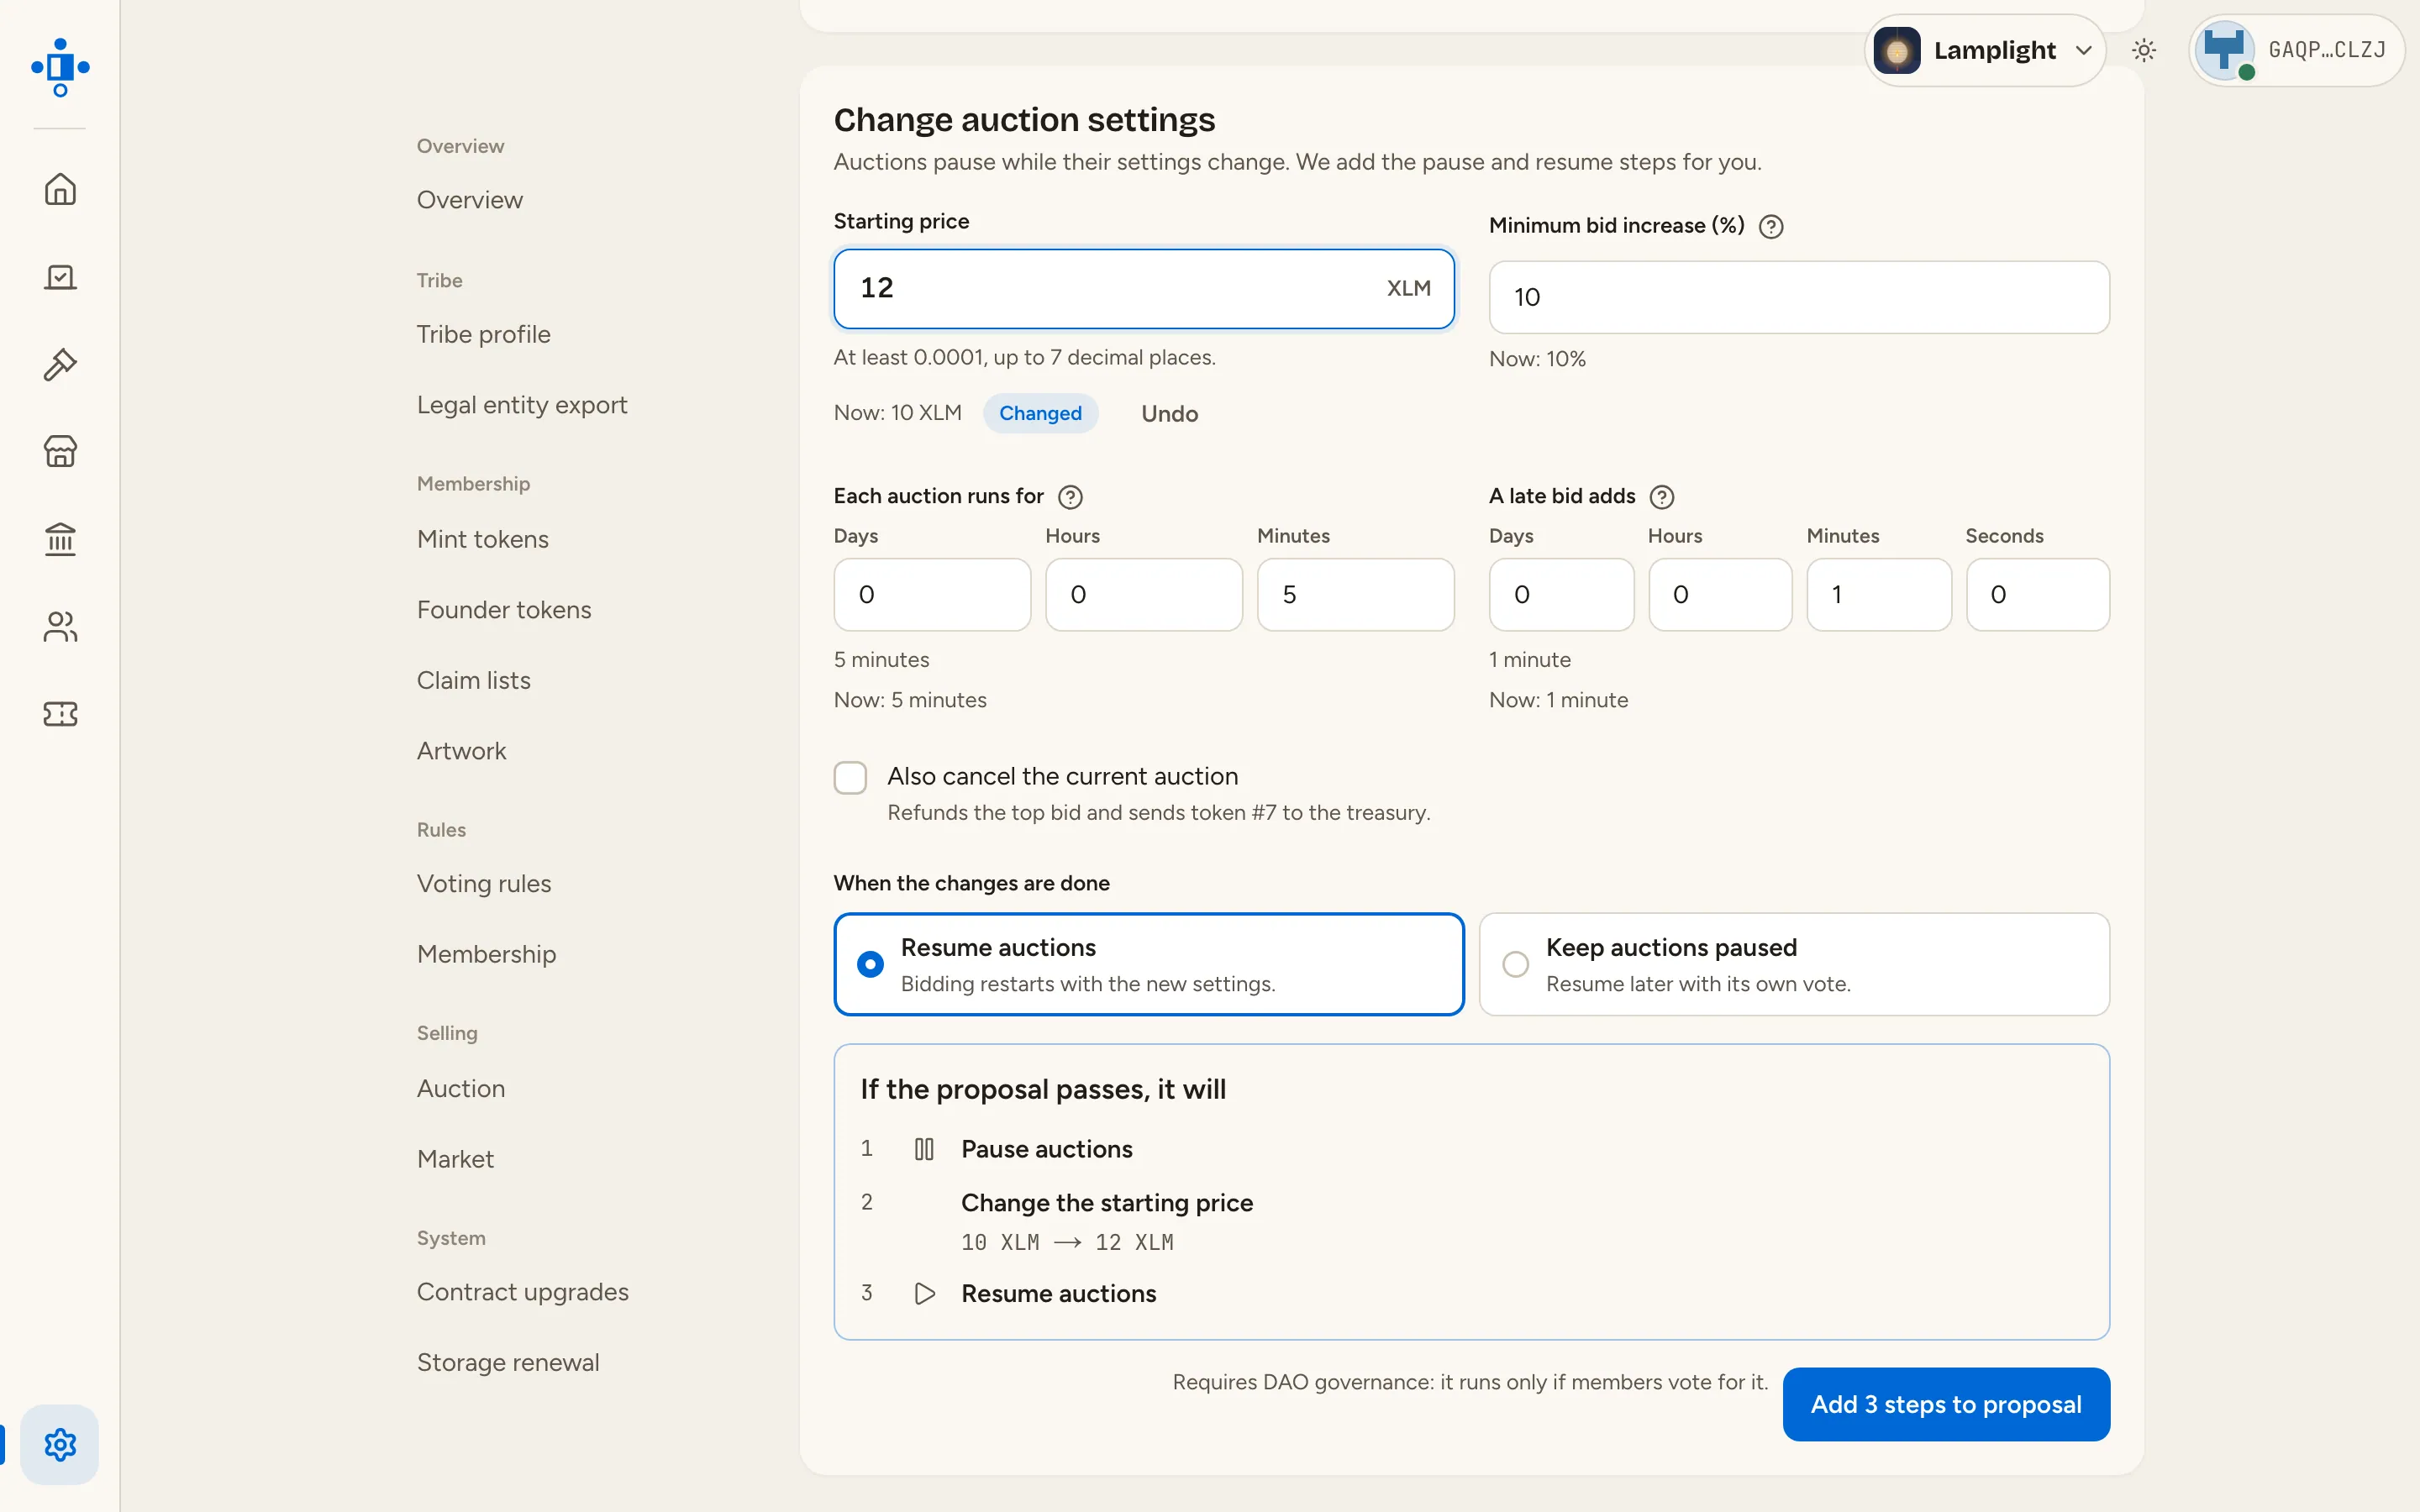 Lamplight
GAQP...CLZJ
Overview
Overview
Tribe
Tribe profile
Legal entity export
Membership
Mint tokens
Founder tokens
Claim lists
Artwork
Rules
Voting rules
Membership
Selling
Auction
Market
System
Contract upgrades
Storage renewal
Change auction settings
Auctions pause while their settings change. We add the pause and resume steps for you.
Starting price
12 XLM
At least 0.0001, up to 7 decimal places.
Now: 10 XLM Changed Undo
Minimum bid increase (%)
10
Now: 10%
Each auction runs for
Days Hours Minutes
0 0 5
5 minutes
Now: 5 minutes
A late bid adds
Days Hours Minutes Seconds
0 0 1 0
1 minute
Now: 1 minute
Also cancel the current auction
Refunds the top bid and sends token #7 to the treasury.
When the changes are done
Resume auctions
Bidding restarts with the new settings.
Keep auctions paused
Resume later with its own vote.
If the proposal passes, it will
1 Pause auctions
2 Change the starting price
10 XLM → 12 XLM
3 Resume auctions
Requires DAO governance: it runs only if members vote for it.
Add 3 steps to proposal